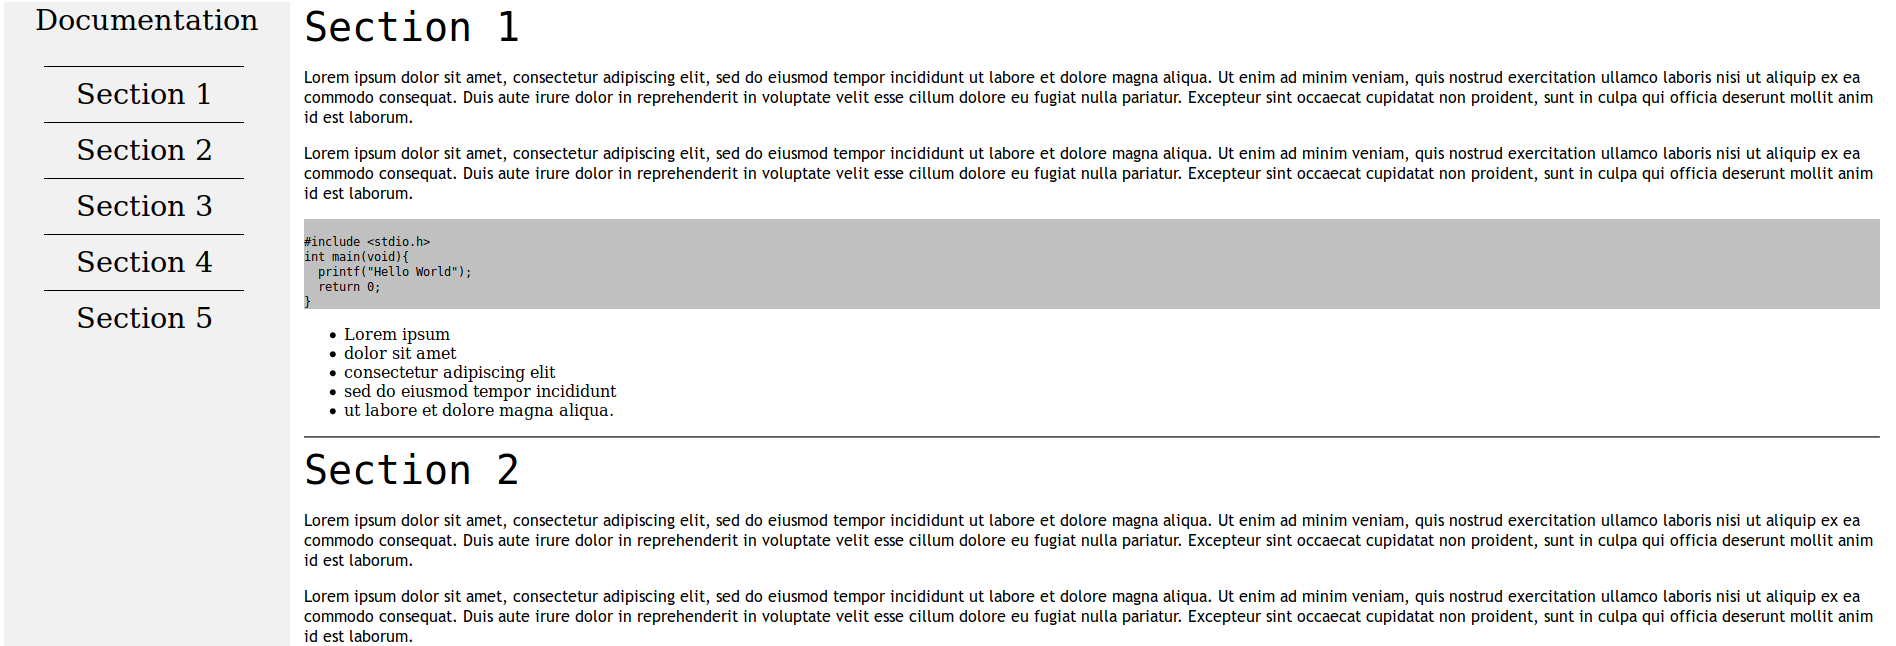 Documentation
Section 1
Section 2
Section 3
Section 4
Section 5
Section 1
Lorem ipsum dolor sit amet, consectetur adipiscing elit, sed do eiusmod tempor incididunt ut labore et dolore magna aliqua. Ut enim ad minim veniam, quis nostrud exercitation ullamco laboris nisi ut aliquip ex ea
commodo consequat. Duis aute irure dolor in reprehenderit in voluptate velit esse cillum dolore eu fugiat nulla pariatur. Excepteur sint occaecat cupidatat non proident, sunt in culpa qui officia deserunt mollit anim
id est laborum.
Lorem ipsum dolor sit amet, consectetur adipiscing elit, sed do eiusmod tempor incididunt ut labore et dolore magna aliqua. Ut enim ad minim veniam, quis nostrud exercitation ullamco laboris nisi ut aliquip ex ea
commodo consequat. Duis aute irure dolor in reprehenderit in voluptate velit esse cillum dolore eu fugiat nulla pariatur. Excepteur sint occaecat cupidatat non proident, sunt in culpa qui officia deserunt mollit anim
id est laborum.
#include <stdio.h>
int main(void){
  printf("Hello World");
  return 0;
}
• Lorem ipsum
• dolor sit amet
• consectetur adipiscing elit
• sed do eiusmod tempor incididunt
• ut labore et dolore magna aliqua.
Section 2
Lorem ipsum dolor sit amet, consectetur adipiscing elit, sed do eiusmod tempor incididunt ut labore et dolore magna aliqua. Ut enim ad minim veniam, quis nostrud exercitation ullamco laboris nisi ut aliquip ex ea
commodo consequat. Duis aute irure dolor in reprehenderit in voluptate velit esse cillum dolore eu fugiat nulla pariatur. Excepteur sint occaecat cupidatat non proident, sunt in culpa qui officia deserunt mollit anim
id est laborum.
Lorem ipsum dolor sit amet, consectetur adipiscing elit, sed do eiusmod tempor incididunt ut labore et dolore magna aliqua. Ut enim ad minim veniam, quis nostrud exercitation ullamco laboris nisi ut aliquip ex ea
commodo consequat. Duis aute irure dolor in reprehenderit in voluptate velit esse cillum dolore eu fugiat nulla pariatur. Excepteur sint occaecat cupidatat non proident, sunt in culpa qui officia deserunt mollit anim
id est laborum.